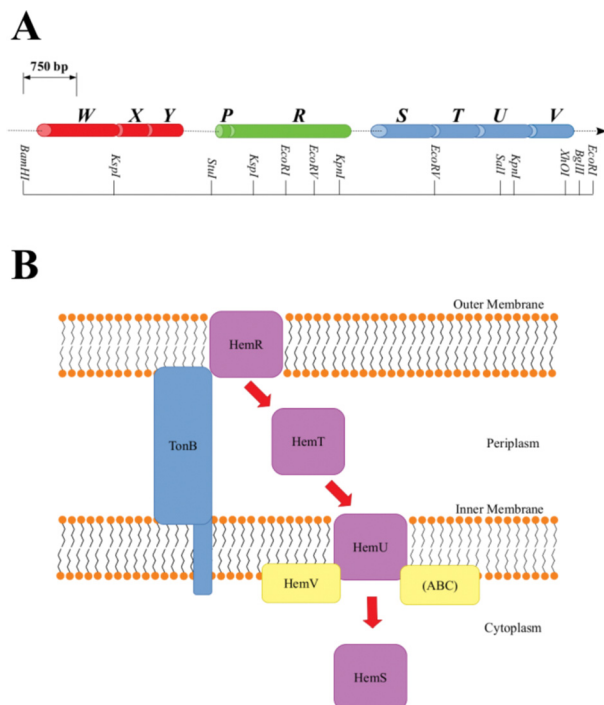 A
750 bp
W X Y P R S T U V
BamHI KspI StuI KspI EcoRI EcoRV KpnI EcoRV SalI KpnI XhOI BglII EcoRI
B
Outer Membrane
HemR
TonB
HemT
Periplasm
Inner Membrane
HemU
HemV
(ABC)
Cytoplasm
HemS